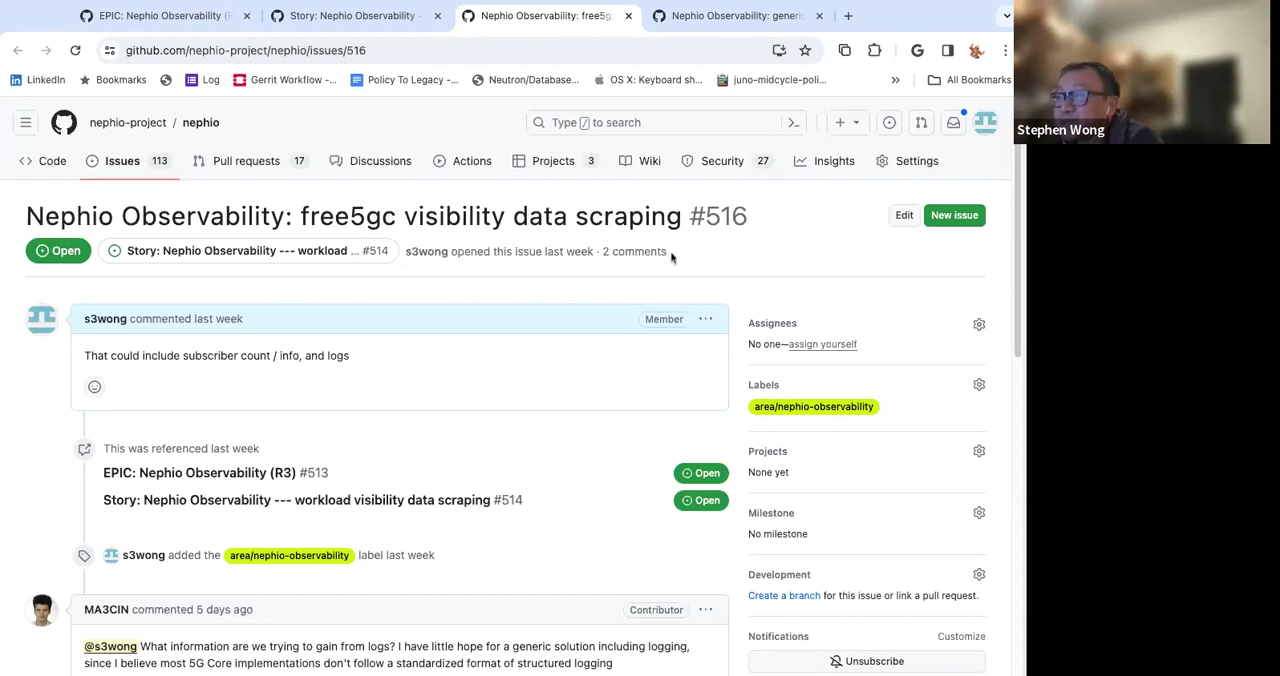 EPIC: Nephio Observability (R
Story: Nephio Observability -
Nephio Observability: free5g
Nephio Observability: generic
github.com/nephio-project/nephio/issues/516
LinkedIn
Bookmarks
Log
Gerrit Workflow -...
Policy To Legacy -...
Neutron/Database...
OS X: Keyboard sh...
juno-midcycle-poli...
»
All Bookmarks
nephio-project / nephio
Type / to search
Code
Issues 113
Pull requests 17
Discussions
Actions
Projects 3
Wiki
Security 27
Insights
Settings
Stephen Wong
Nephio Observability: free5gc visibility data scraping #516
Edit
New issue
Open
Story: Nephio Observability --- workload ... #514
s3wong opened this issue last week · 2 comments
s3wong commented last week
Member
That could include subscriber count / info, and logs
This was referenced last week
EPIC: Nephio Observability (R3) #513
Open
Story: Nephio Observability --- workload visibility data scraping #514
Open
s3wong added the area/nephio-observability label last week
MA3CIN commented 5 days ago
Contributor
@s3wong What information are we trying to gain from logs? I have little hope for a generic solution including logging,
since I believe most 5G Core implementations don't follow a standardized format of structured logging
Assignees
No one—assign yourself
Labels
area/nephio-observability
Projects
None yet
Milestone
No milestone
Development
Create a branch for this issue or link a pull request.
Notifications
Customize
Unsubscribe